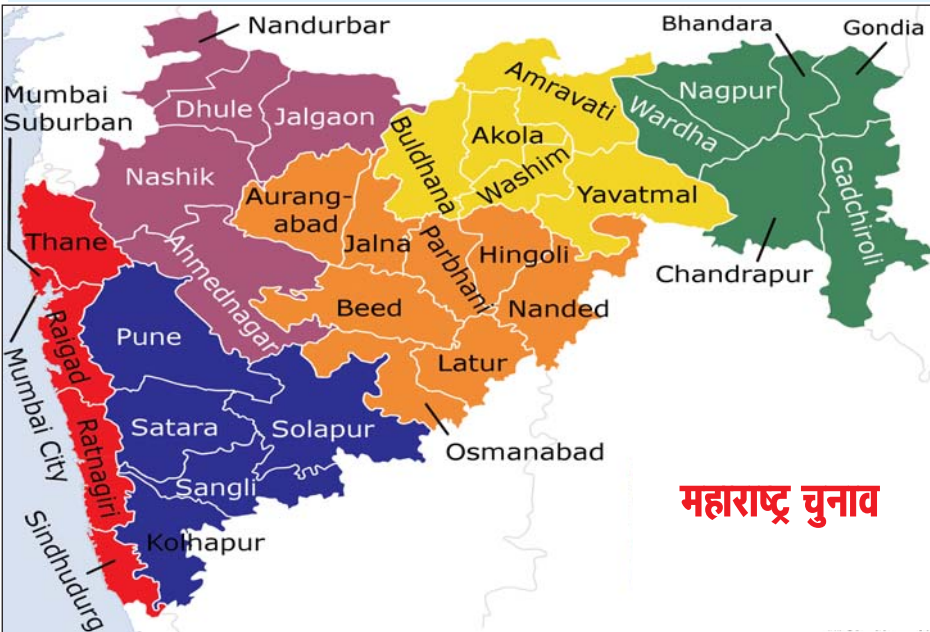 Nandurbar
Bhandara
Gondia
Mumbai
Suburban
Dhule
Jalgaon
Amravati
Nagpur
Wardha
Buldhana
Akola
Washim
Nashik
Aurang-
abad
Yavatmal
Gadchiroli
Thane
Ahmednagar
Jalna
Parbhani
Hingoli
Chandrapur
Beed
Nanded
Raigad
Pune
Latur
Mumbai City
Ratnagiri
Satara
Solapur
Osmanabad
Sangli
महाराष्ट्र चुनाव
Sindhudurg
Kolhapur